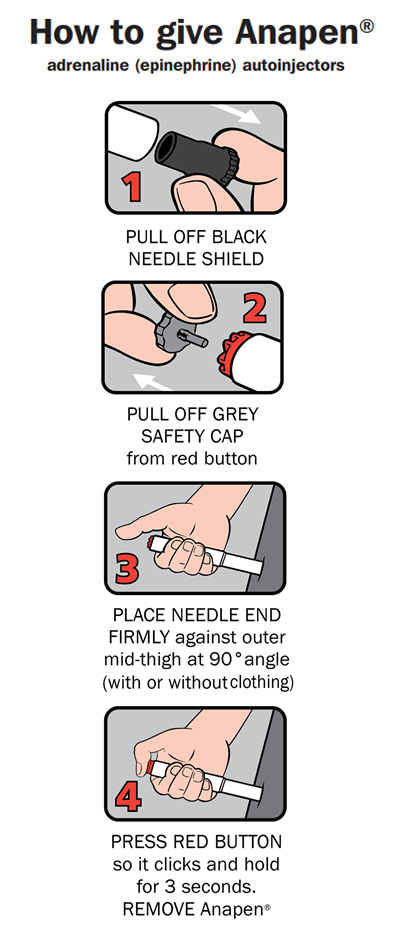 How to give Anapen®
adrenaline (epinephrine) autoinjectors
1
PULL OFF BLACK
NEEDLE SHIELD
2
PULL OFF GREY
SAFETY CAP
from red button
3
PLACE NEEDLE END
FIRMLY against outer
mid-thigh at 90° angle
(with or without clothing)
4
PRESS RED BUTTON
so it clicks and hold
for 3 seconds.
REMOVE Anapen®